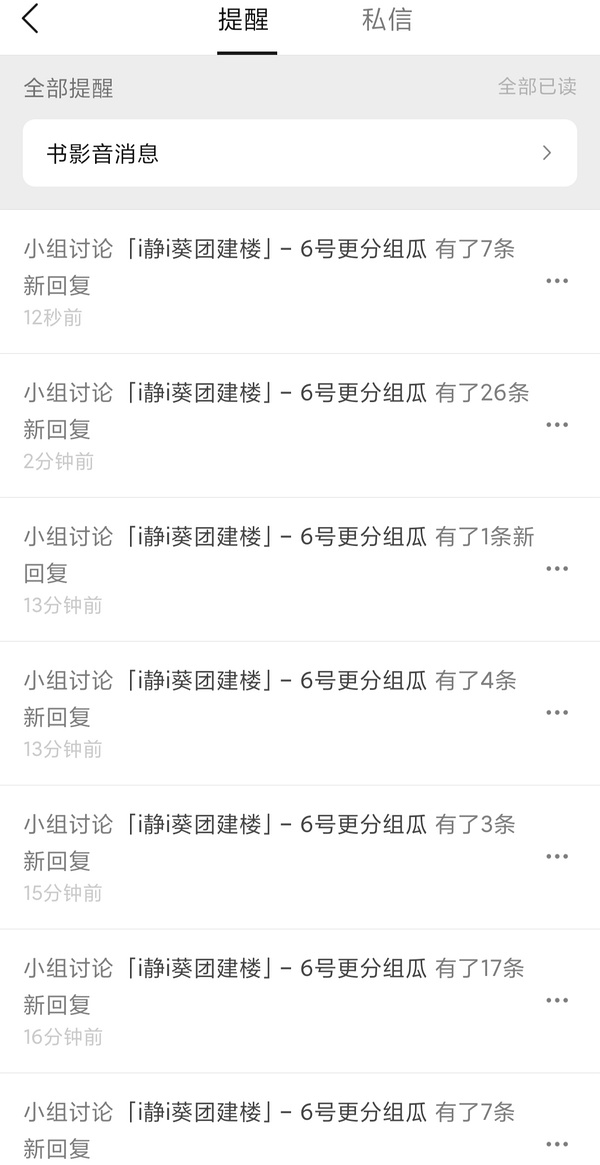 提醒 私信
全部提醒 全部已读
书影音消息
小组讨论「i静i葵团建楼」- 6号更分组瓜 有了7条
新回复
12秒前
小组讨论「i静i葵团建楼」- 6号更分组瓜 有了26条
新回复
2分钟前
小组讨论「i静i葵团建楼」- 6号更分组瓜 有了1条新
回复
13分钟前
小组讨论「i静i葵团建楼」- 6号更分组瓜 有了4条
新回复
13分钟前
小组讨论「i静i葵团建楼」- 6号更分组瓜 有了3条
新回复
15分钟前
小组讨论「i静i葵团建楼」- 6号更分组瓜 有了17条
新回复
16分钟前
小组讨论「i静i葵团建楼」- 6号更分组瓜 有了7条
新回复